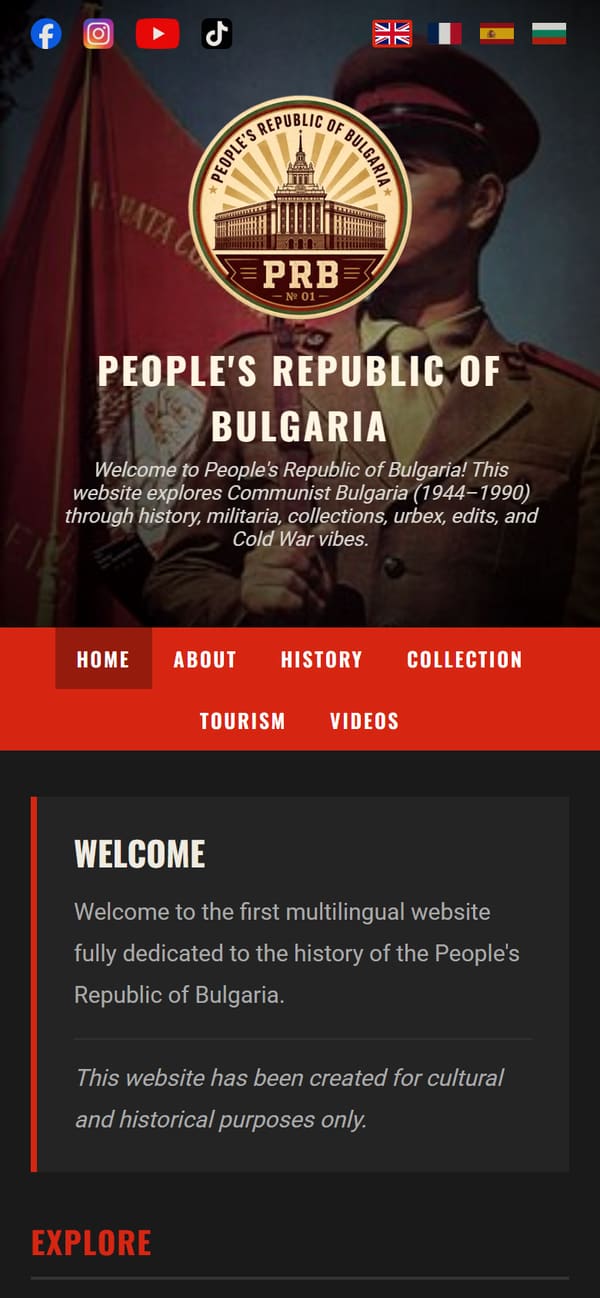 PEOPLE'S REPUBLIC OF BULGARIA
PRB
№ 01
PEOPLE'S REPUBLIC OF
BULGARIA
Welcome to People's Republic of Bulgaria! This
website explores Communist Bulgaria (1944–1990)
through history, militaria, collections, urbex, edits, and
Cold War vibes.
HOME ABOUT HISTORY COLLECTION
TOURISM VIDEOS
WELCOME
Welcome to the first multilingual website
fully dedicated to the history of the People's
Republic of Bulgaria.
This website has been created for cultural
and historical purposes only.
EXPLORE